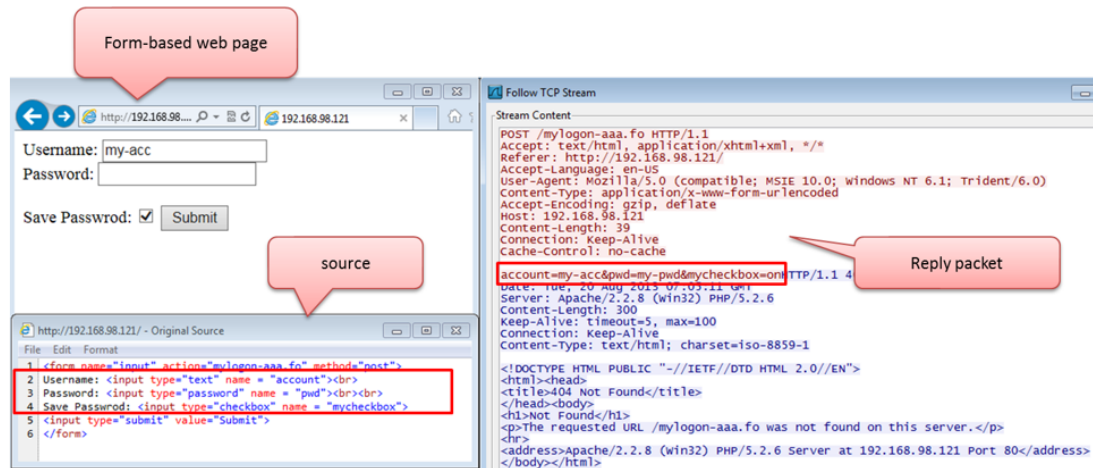 Form-based web page
http://192.168.98....
192.168.98.121
Username: my-acc
Password:
Save Passwrod: Submit
source
http://192.168.98.121/ - Original Source
File Edit Format
1 <form name="input" action="mylogon-aaa.fo" method="post">
2 Username: <input type="text" name = "account"><br>
3 Password: <input type="password" name = "pwd"><br><br>
4 Save Passwrod: <input type="checkbox" name = "mycheckbox">
5 <input type="submit" value="Submit">
6 </form>
Follow TCP Stream
Stream Content
POST /mylogon-aaa.fo HTTP/1.1
Accept: text/html, application/xhtml+xml, */*
Referer: http://192.168.98.121/
Accept-Language: en-US
User-Agent: Mozilla/5.0 (compatible; MSIE 10.0; Windows NT 6.1; Trident/6.0)
Content-Type: application/x-www-form-urlencoded
Accept-Encoding: gzip, deflate
Host: 192.168.98.121
Content-Length: 39
Connection: Keep-Alive
Cache-Control: no-cache
Reply packet
account=my-acc&pwd=my-pwd&mycheckbox=onHTTP/1.1 4
Date: Tue, 20 Aug 2013 07:03:11 GMT
Server: Apache/2.2.8 (Win32) PHP/5.2.6
Content-Length: 300
Keep-Alive: timeout=5, max=100
Connection: Keep-Alive
Content-Type: text/html; charset=iso-8859-1
<!DOCTYPE HTML PUBLIC "-//IETF//DTD HTML 2.0//EN">
<html><head>
<title>404 Not Found</title>
</head><body>
<h1>Not Found</h1>
<p>The requested URL /mylogon-aaa.fo was not found on this server.</p>
<hr>
<address>Apache/2.2.8 (Win32) PHP/5.2.6 Server at 192.168.98.121 Port 80</address>
</body></html>